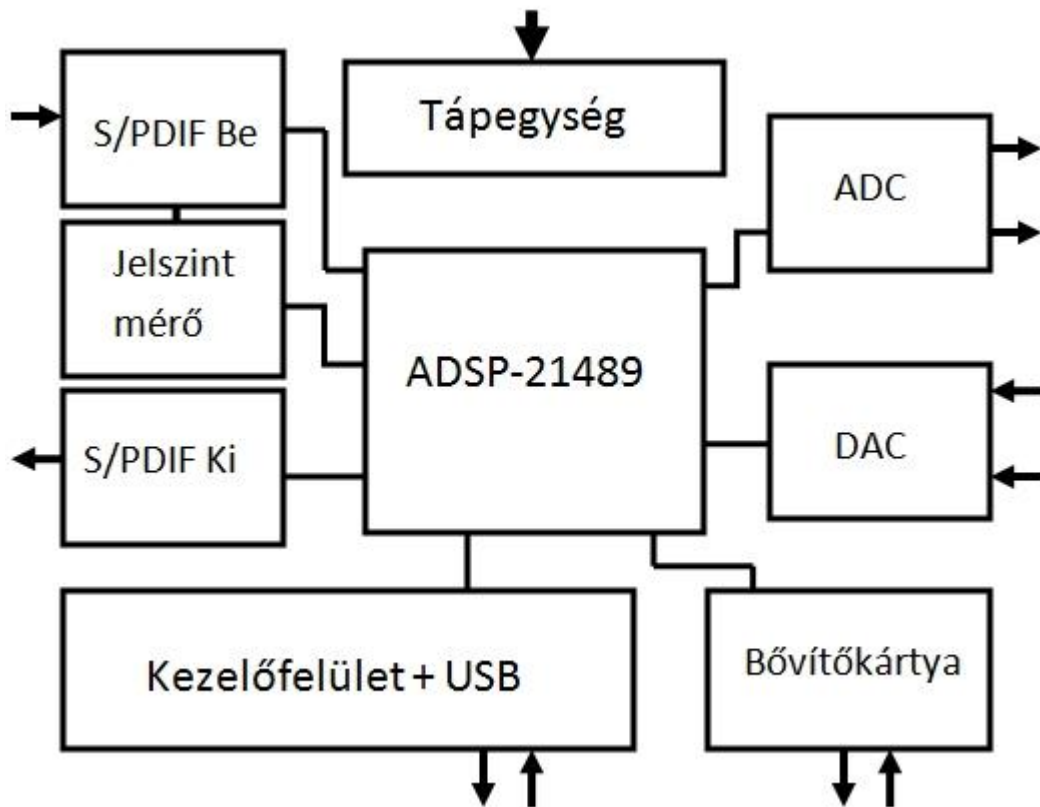 Tápegység
S/PDIF Be
ADC
Jelszint
mérő
ADSP-21489
S/PDIF Ki
DAC
Kezelőfelület + USB
Bővítőkártya